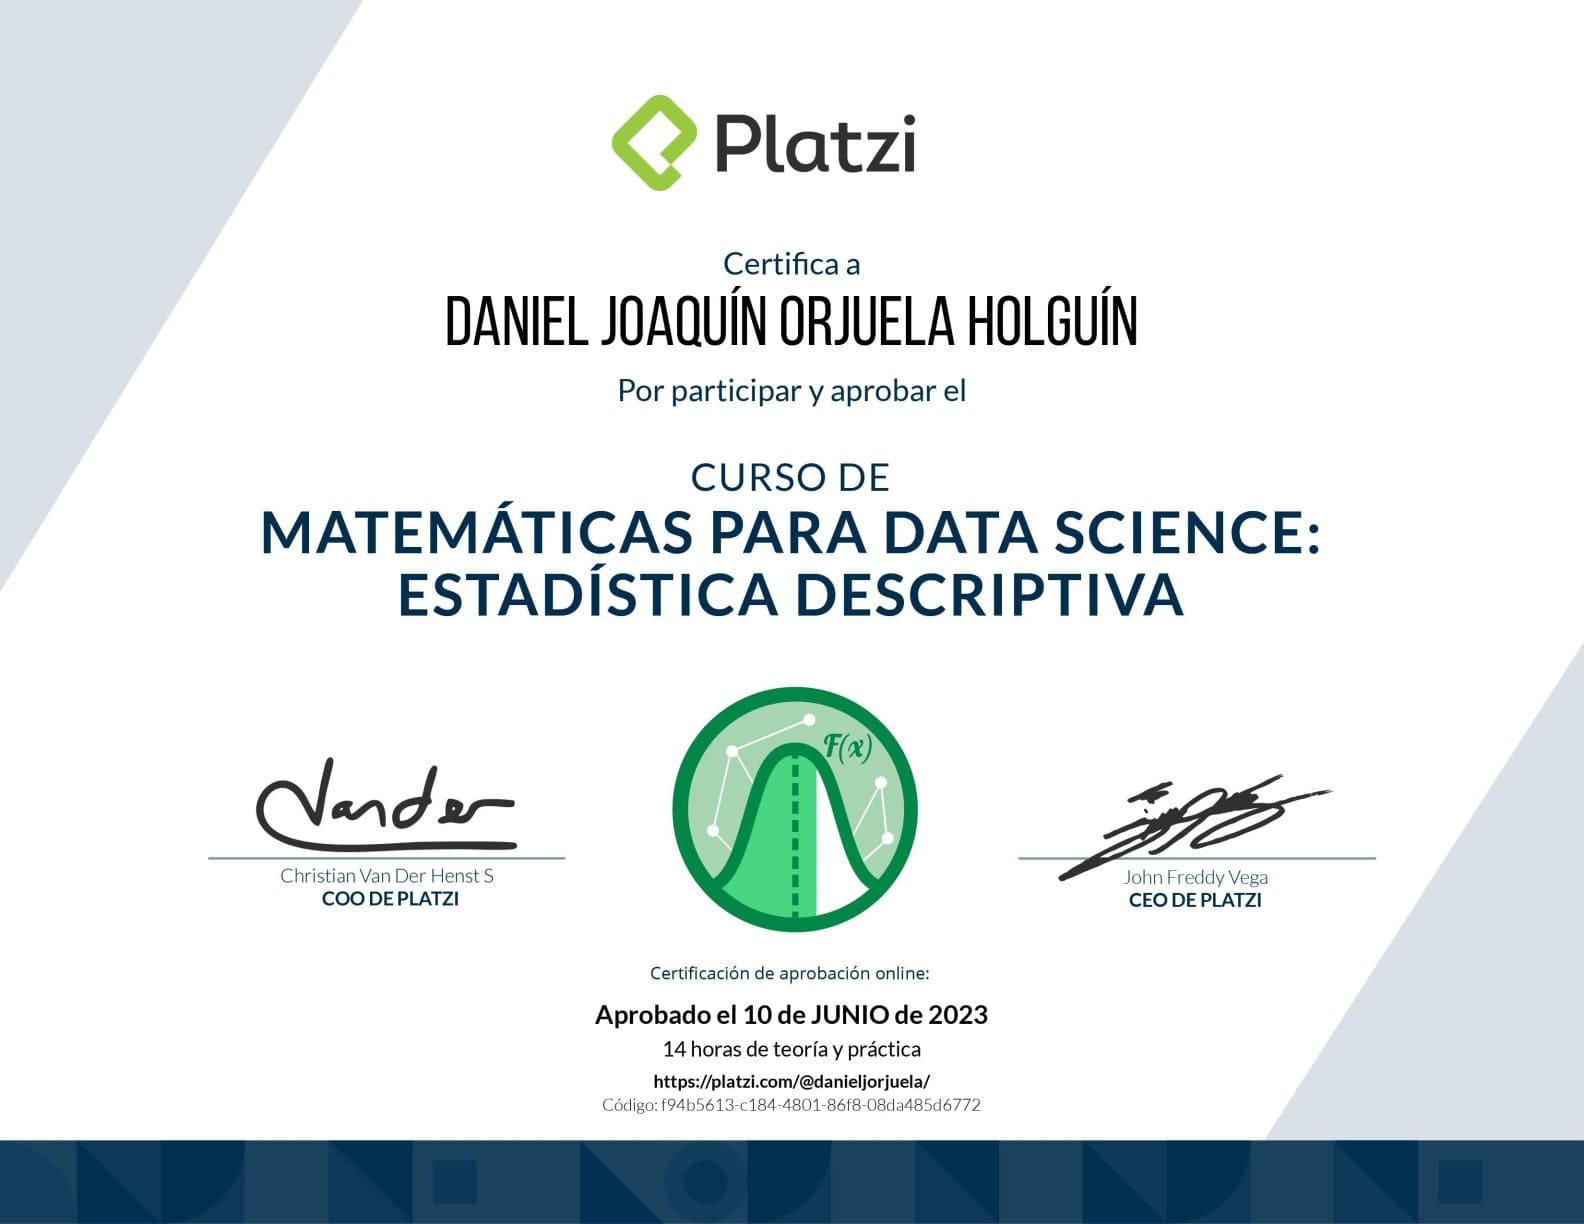 Platzi
Certifica a
DANIEL JOAQUÍN ORJUELA HOLGUÍN
Por participar y aprobar el
CURSO DE
MATEMÁTICAS PARA DATA SCIENCE:
ESTADÍSTICA DESCRIPTIVA
F(x)
Vander
Christian Van Der Henst S
COO DE PLATZI
John Freddy Vega
CEO DE PLATZI
Certificación de aprobación online:
Aprobado el 10 de JUNIO de 2023
14 horas de teoría y práctica
https://platzi.com/@danieljorjuela/
Código: f94b5613-c184-4801-86f8-08da485d6772